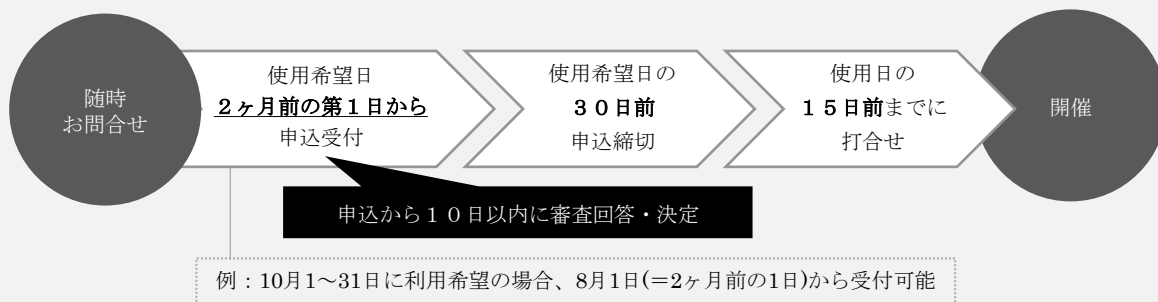 随時
お問合せ
使用希望日
２ヶ月前の第１日から
申込受付
使用希望日の
３０日前
申込締切
使用日の
１５日前までに
打合せ
開催
申込から１０日以内に審査回答・決定
例：10月1～31日に利用希望の場合、8月1日(=2ヶ月前の1日)から受付可能